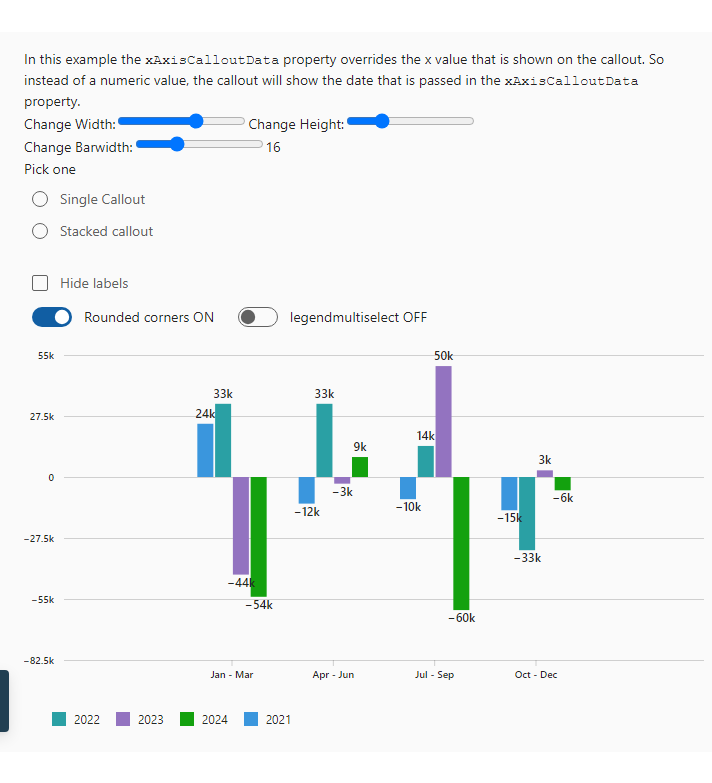 In this example the xAxisCalloutData property overrides the x value that is shown on the callout. So
instead of a numeric value, the callout will show the date that is passed in the xAxisCalloutData
property.
Change Width: Change Height:
Change Barwidth: 16
Pick one
Single Callout
Stacked callout
Hide labels
Rounded corners ON legendmultiselect OFF
55k
50k
33k
33k
27.5k
24k
14k
9k
3k
0
−3k
−6k
−10k
−12k
−15k
−27.5k
−33k
−44k
−55k
−54k
−60k
−82.5k
Jan - Mar Apr - Jun Jul - Sep Oct - Dec
2022 2023 2024 2021